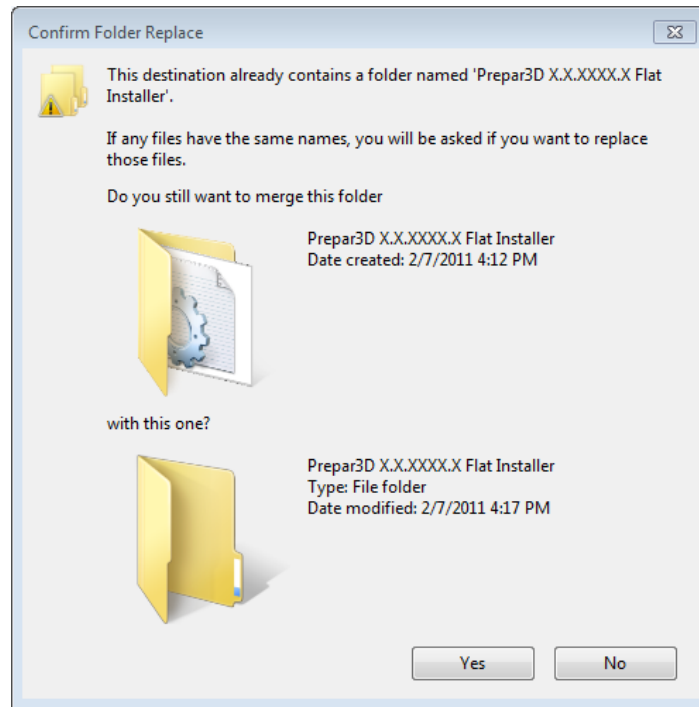 Confirm Folder Replace
This destination already contains a folder named 'Prepar3D X.X.XXXX.X Flat
Installer'.
If any files have the same names, you will be asked if you want to replace
those files.
Do you still want to merge this folder
Prepar3D X.X.XXXX.X Flat Installer
Date created: 2/7/2011 4:12 PM
with this one?
Prepar3D X.X.XXXX.X Flat Installer
Type: File folder
Date modified: 2/7/2011 4:17 PM
Yes
No